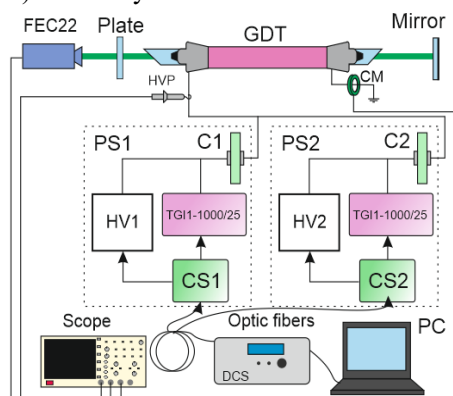 FEC22
Plate
GDT
Mirror
HVP
CM
PS1
C1
PS2
C2
HV1
TGI1-1000/25
HV2
TGI1-1000/25
CS1
CS2
Scope
Optic fibers
PC
DCS